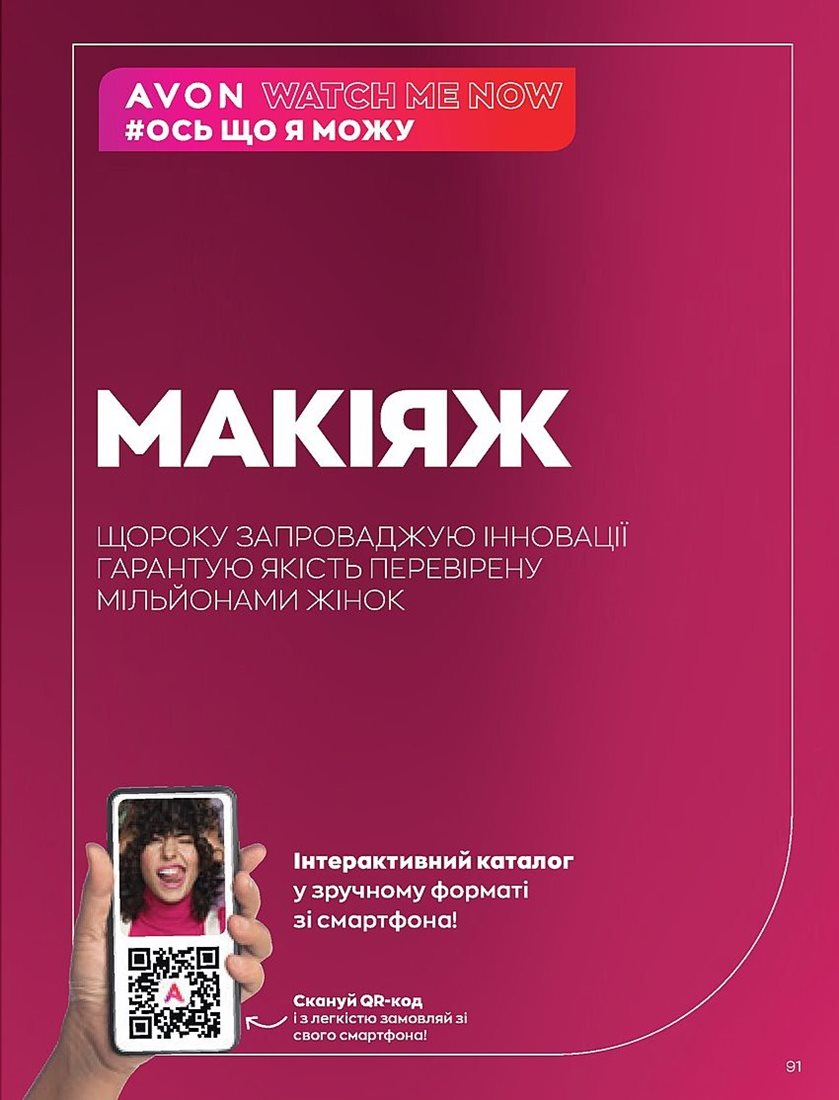 AVON WATCH ME NOW
#ОСЬ ЩО Я МОЖУ
МАКІЯЖ
ЩОРОКУ ЗАПРОВАДЖУЮ ІННОВАЦІЇ
ГАРАНТУЮ ЯКІСТЬ ПЕРЕВІРЕНУ
МІЛЬЙОНАМИ ЖІНОК
Інтерактивний каталог
у зручному форматі
зі смартфона!
Скануй QR-код
і з легкістю замовляй зі
свого смартфона!
91